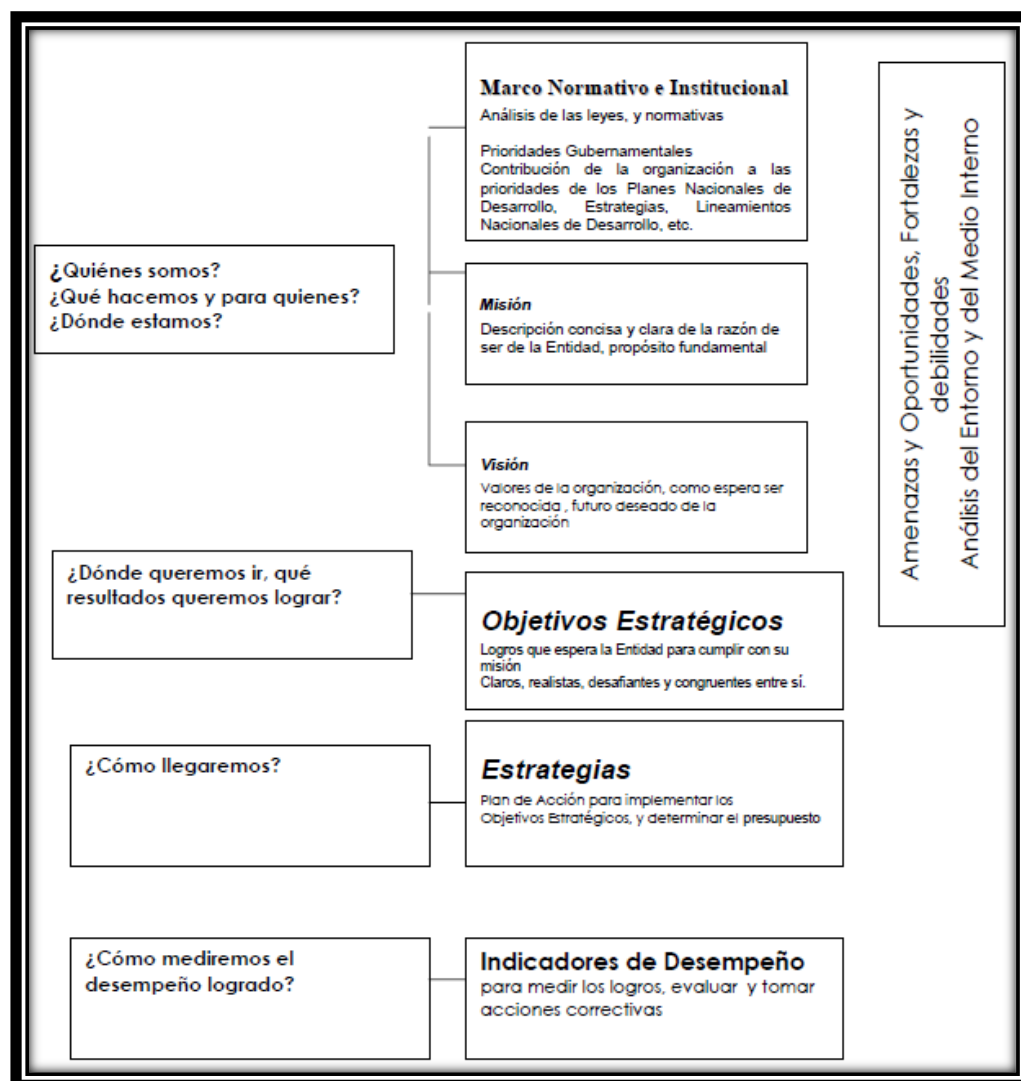 Marco Normativo e Institucional
Análisis de las leyes, y normativas
Prioridades Gubernamentales
Contribución de la organización a las
prioridades de los Planes Nacionales de
Desarrollo, Estrategias, Lineamientos
Nacionales de Desarrollo, etc.
¿Quiénes somos?
¿Qué hacemos y para quienes?
¿Dónde estamos?
Misión
Descripción concisa y clara de la razón de
ser de la Entidad, propósito fundamental
Visión
Valores de la organización, como espera ser
reconocida , futuro deseado de la
organización
Amenazas y Oportunidades, Fortalezas y
debilidades
Análisis del Entorno y del Medio Interno
¿Dónde queremos ir, qué
resultados queremos lograr?
Objetivos Estratégicos
Logros que espera la Entidad para cumplir con su
misión
Claros, realistas, desafiantes y congruentes entre sí.
¿Cómo llegaremos?
Estrategias
Plan de Acción para implementar los
Objetivos Estratégicos, y determinar el presupuesto
¿Cómo mediremos el
desempeño logrado?
Indicadores de Desempeño
para medir los logros, evaluar y tomar
acciones correctivas